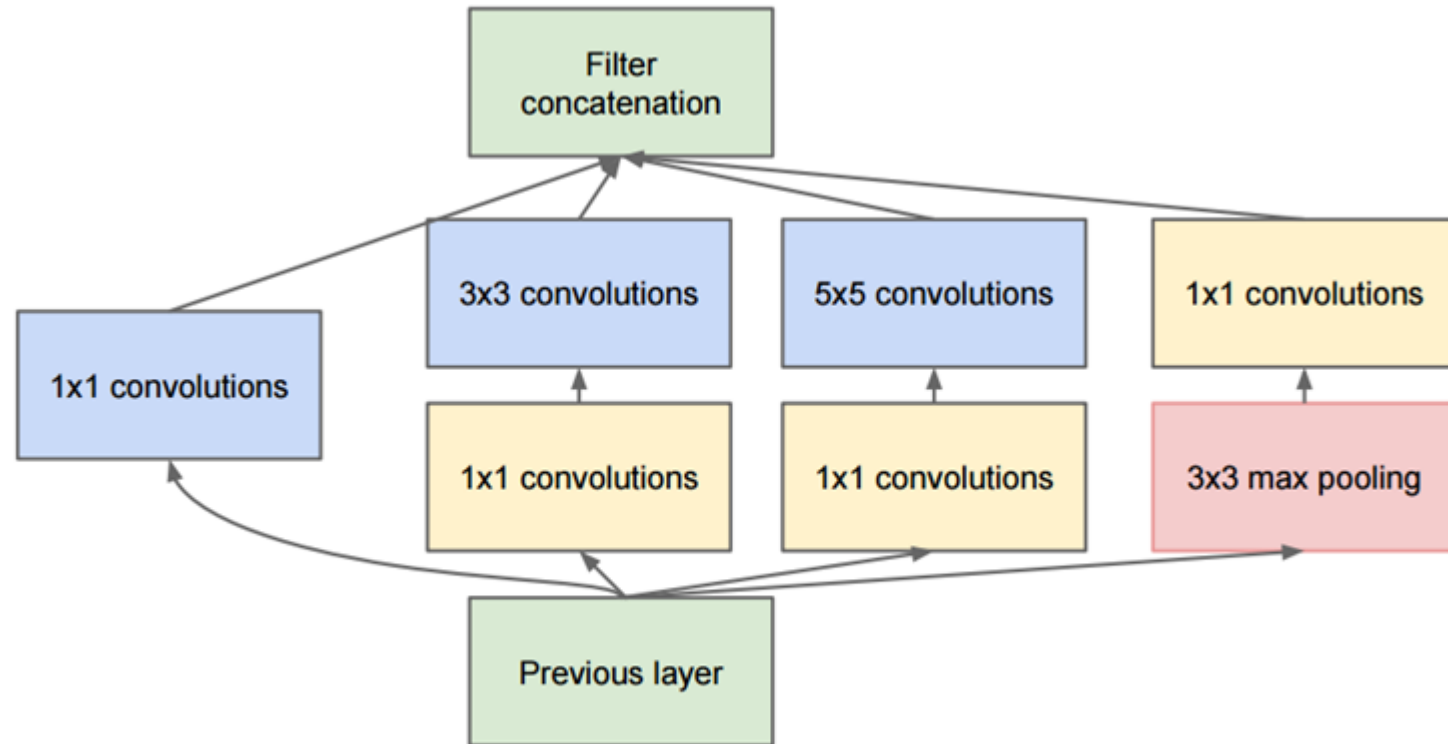 Filter
concatenation
3x3 convolutions
5x5 convolutions
1x1 convolutions
1x1 convolutions
1x1 convolutions
1x1 convolutions
3x3 max pooling
Previous layer